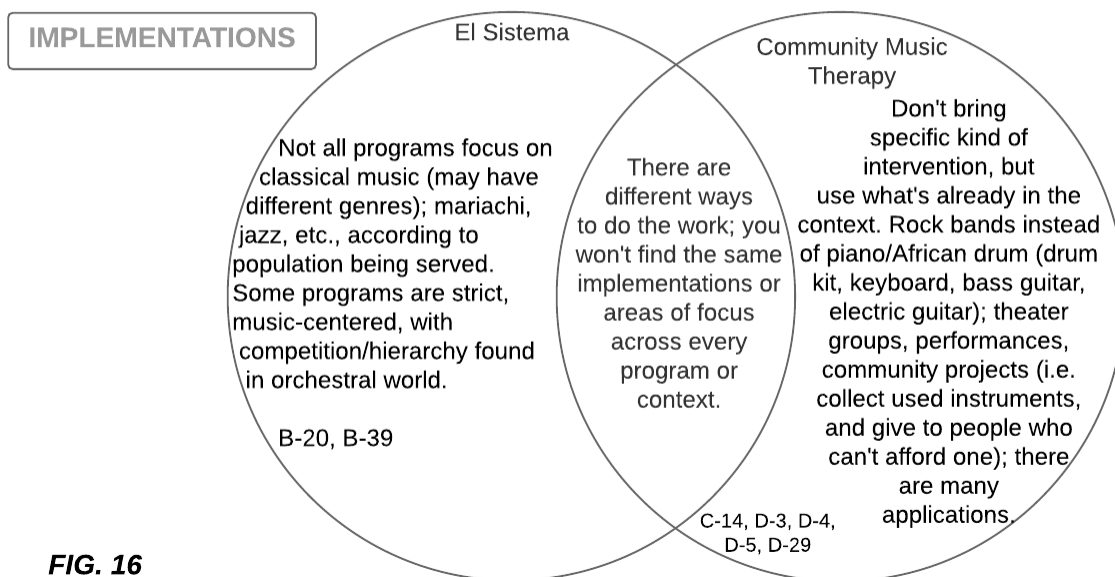 IMPLEMENTATIONS
El Sistema
Not all programs focus on
classical music (may have
different genres); mariachi,
jazz, etc., according to
population being served.
Some programs are strict,
music-centered, with
competition/hierarchy found
in orchestral world.
B-20, B-39
There are
different ways
to do the work; you
won't find the same
implementations or
areas of focus
across every
program or
context.
Community Music
Therapy
Don't bring
specific kind of
intervention, but
use what's already in the
context. Rock bands instead
of piano/African drum (drum
kit, keyboard, bass guitar,
electric guitar); theater
groups, performances,
community projects (i.e.
collect used instruments,
and give to people who
can't afford one); there
are many
applications.
C-14, D-3, D-4,
D-5, D-29
FIG. 16